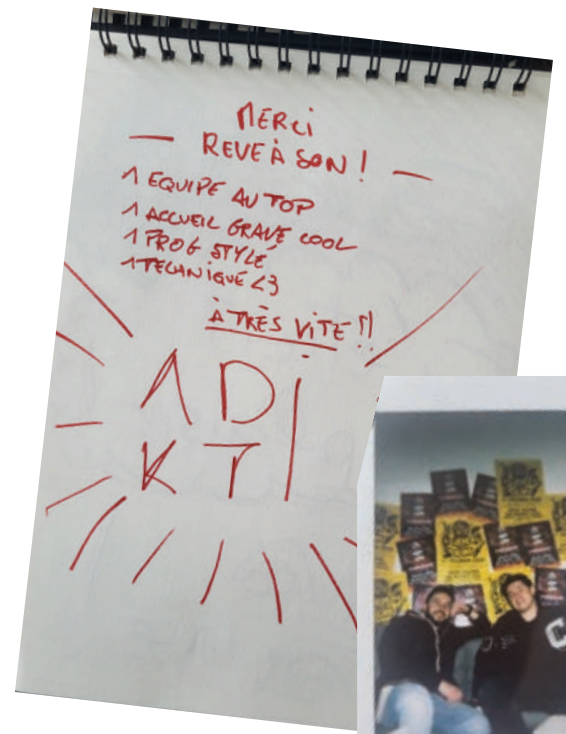 MERCI
— REVE À SON ! —
1 EQUIPE AU TOP
1 ACCUEIL GRAVE COOL
1 PROG STYLÉ
1 TECHNIQUE <3
À TRÈS VITE !!
ADI
KT
C